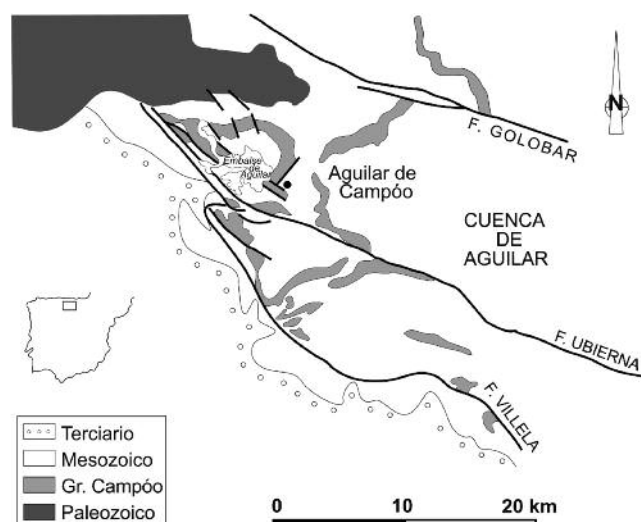 N
F. GOLOBAR
Embalse de
Aguilar
Aguilar de
Campóo
CUENCA
DE
AGUILAR
F. UBIERNA
F. VILLELA
Terciario
Mesozoico
Gr. Campóo
Paleozoico
0 10 20 km